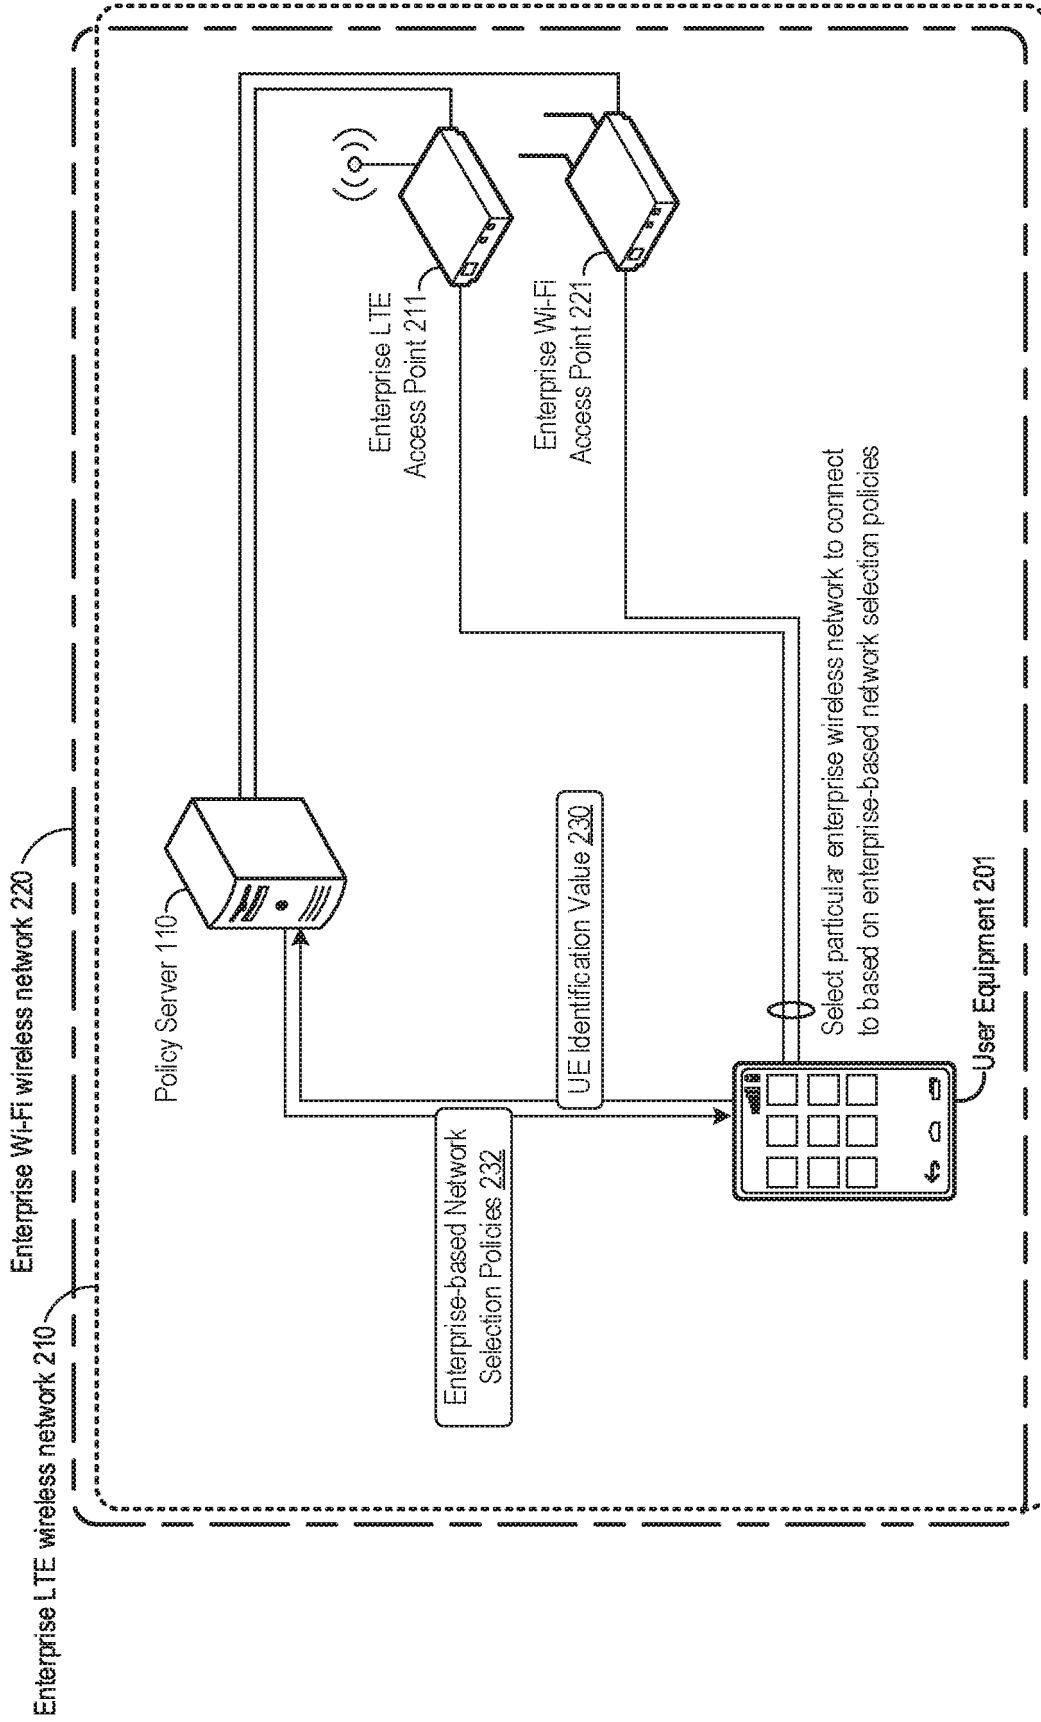 Enterprise LTE wireless network 210
Enterprise Wi-Fi wireless network 220
Policy Server 110
Enterprise LTE
Access Point 211
Enterprise-based Network
Selection Policies 232
UE Identification Value 230
Enterprise Wi-Fi
Access Point 221
Select particular enterprise wireless network to connect
to based on enterprise-based network selection policies
User Equipment 201